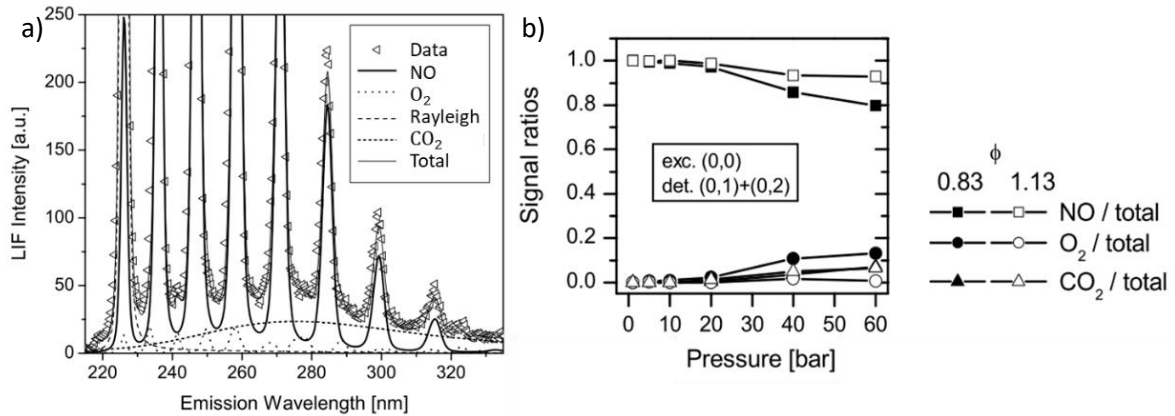 a)
250
200
150
100
50
0
LIF Intensity [a.u.]
220 240 260 280 300 320
Emission Wavelength [nm]
Data
NO
O₂
Rayleigh
CO₂
Total
b)
1.0
0.8
0.6
0.4
0.2
0.0
Signal ratios
exc. (0,0)
det. (0,1)+(0,2)
0 10 20 30 40 50 60
Pressure [bar]
ϕ
0.83 1.13
NO / total
O₂ / total
CO₂ / total